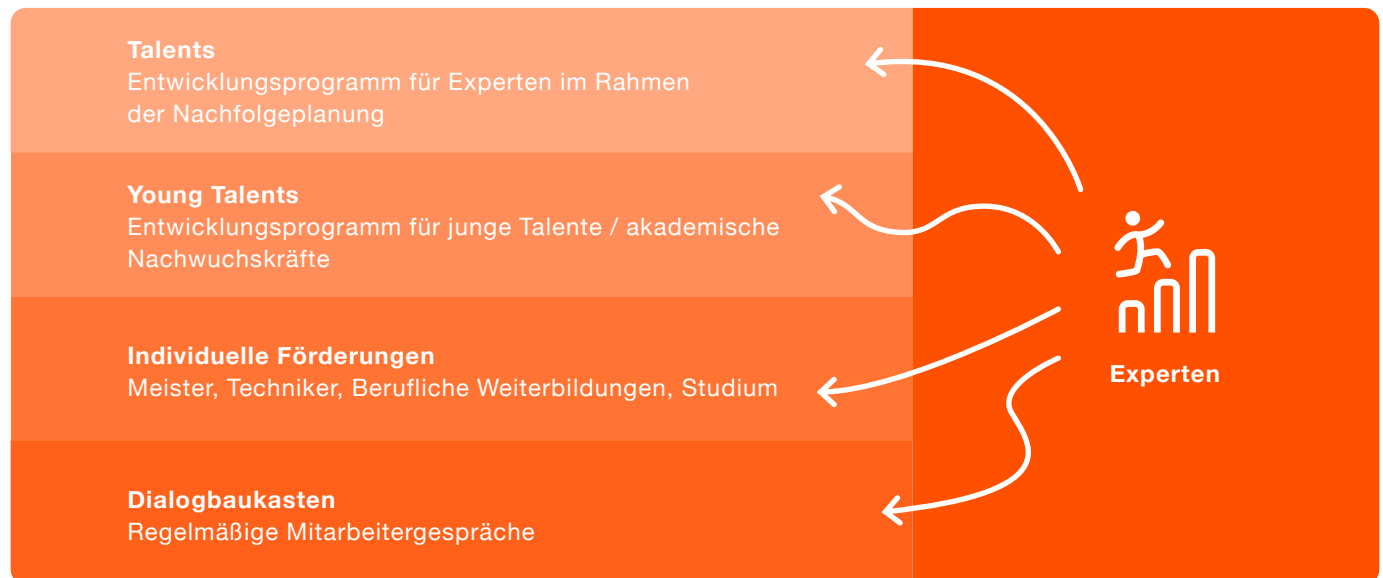 Talents
Entwicklungsprogramm für Experten im Rahmen
der Nachfolgeplanung
Young Talents
Entwicklungsprogramm für junge Talente / akademische
Nachwuchskräfte
Individuelle Förderungen
Meister, Techniker, Berufliche Weiterbildungen, Studium
Dialogbaukasten
Regelmäßige Mitarbeitergespräche
Experten